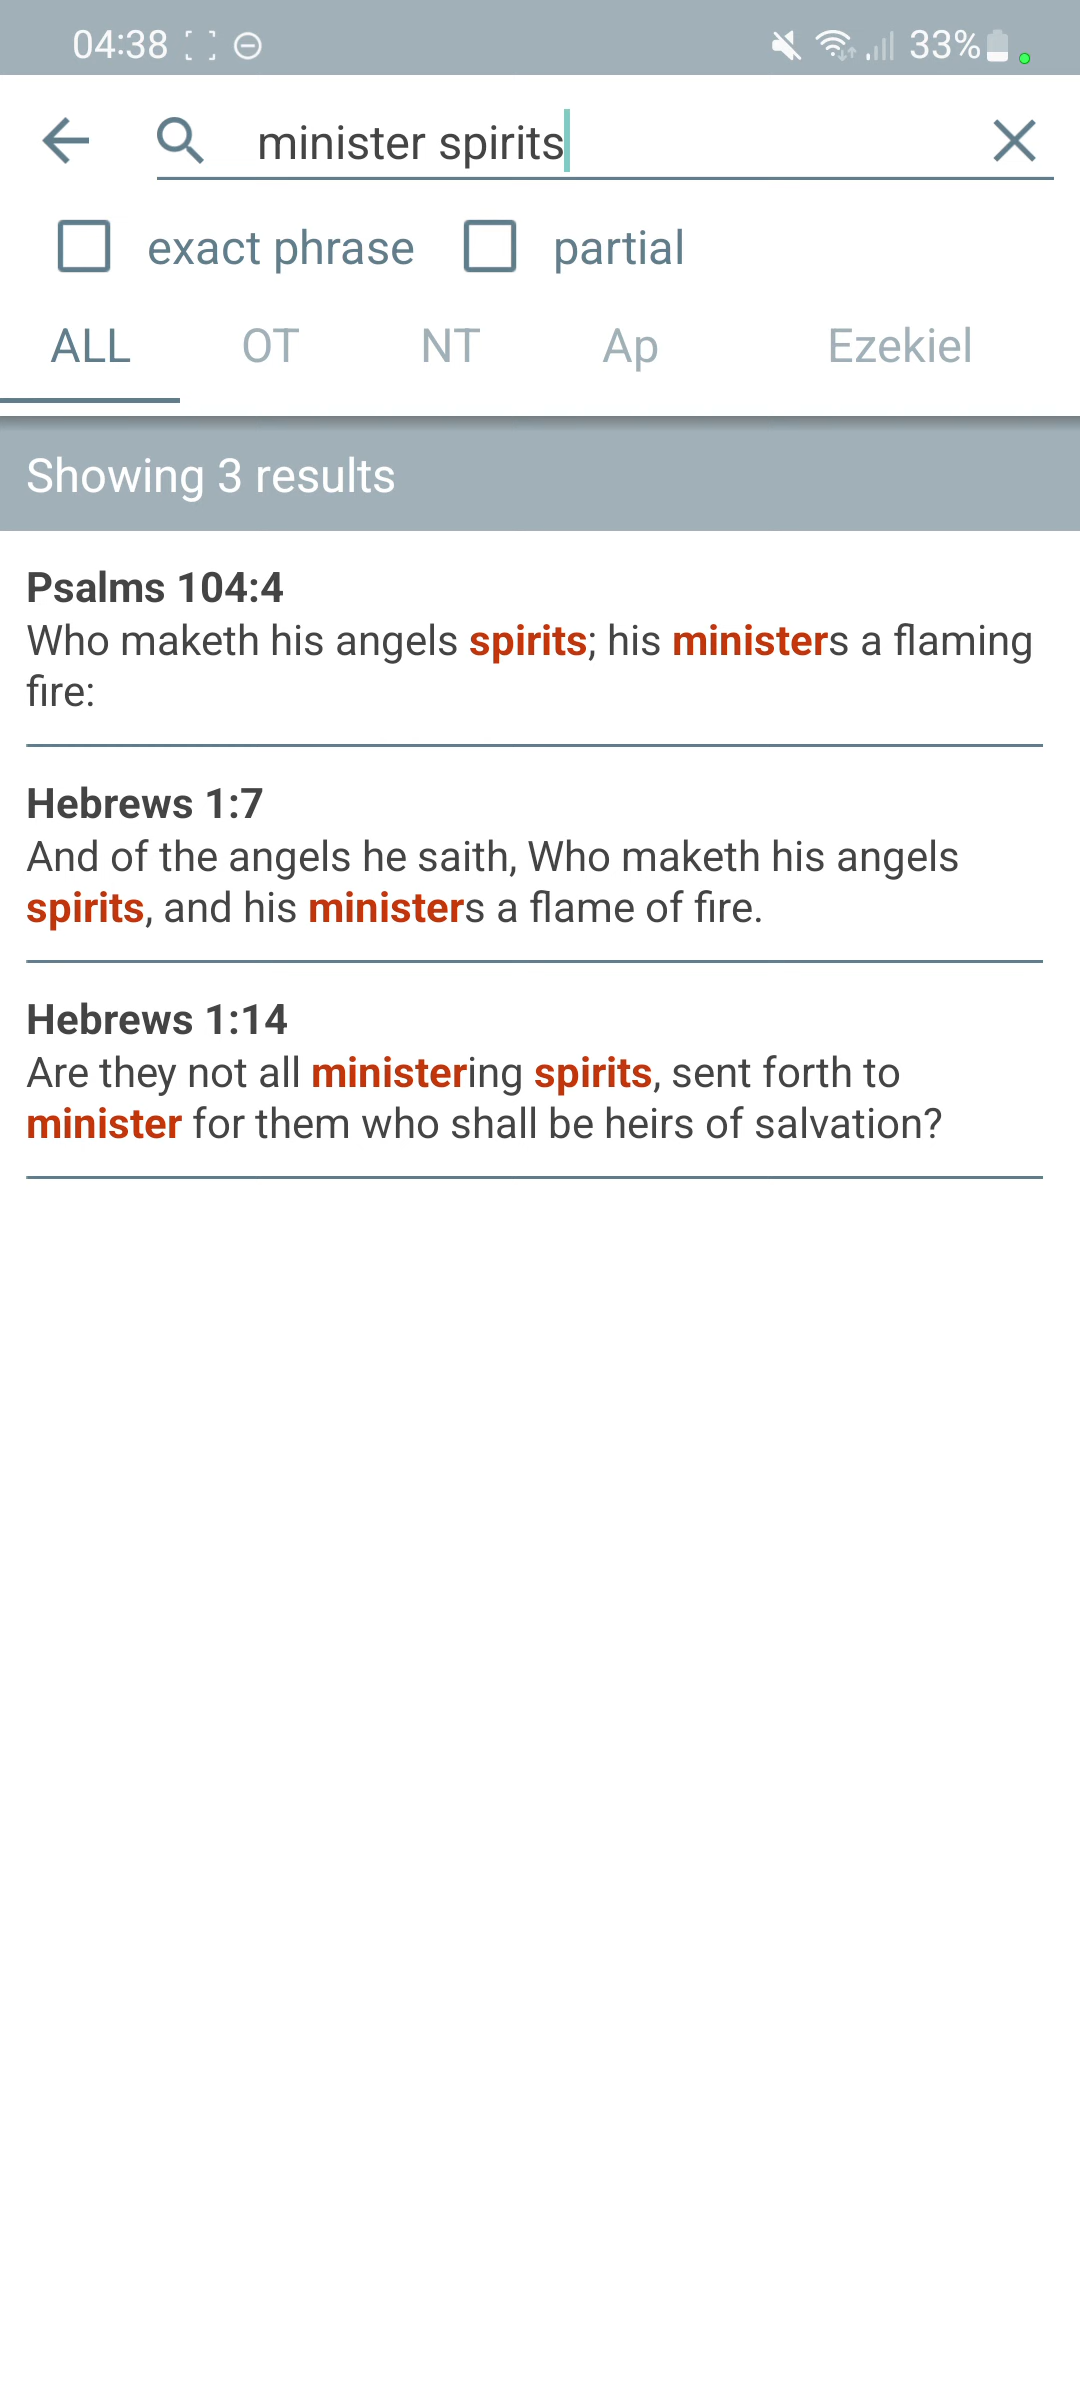 04:38 33%
minister spirits
exact phrase partial
ALL OT NT Ap Ezekiel
Showing 3 results
Psalms 104:4
Who maketh his angels spirits; his ministers a flaming
fire:
Hebrews 1:7
And of the angels he saith, Who maketh his angels
spirits, and his ministers a flame of fire.
Hebrews 1:14
Are they not all ministering spirits, sent forth to
minister for them who shall be heirs of salvation?